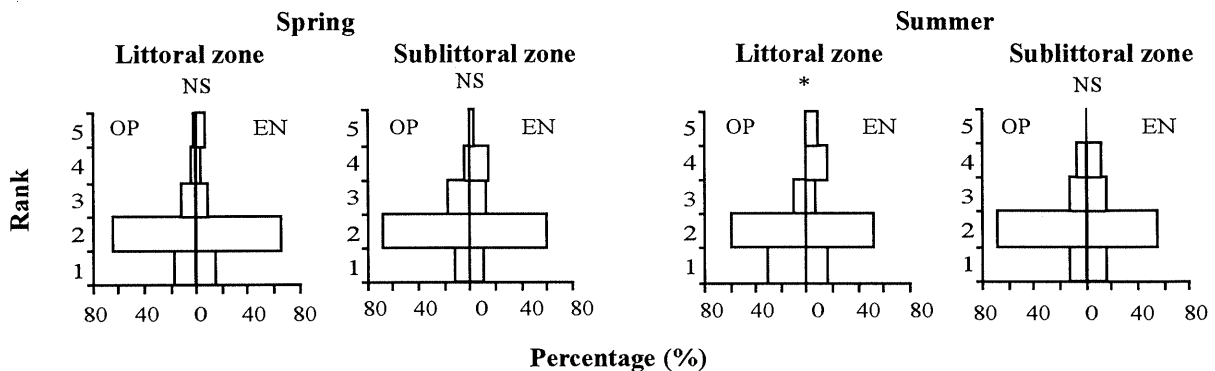 Spring
Summer
Littoral zone
NS
Sublittoral zone
NS
Littoral zone
*
Sublittoral zone
NS
Rank
5
4
3
2
1
OP
EN
80 40 0 40 80
5
4
3
2
1
OP
EN
80 40 0 40 80
5
4
3
2
1
OP
EN
80 40 0 40 80
5
4
3
2
1
OP
EN
80 40 0 40 80
Percentage (%)